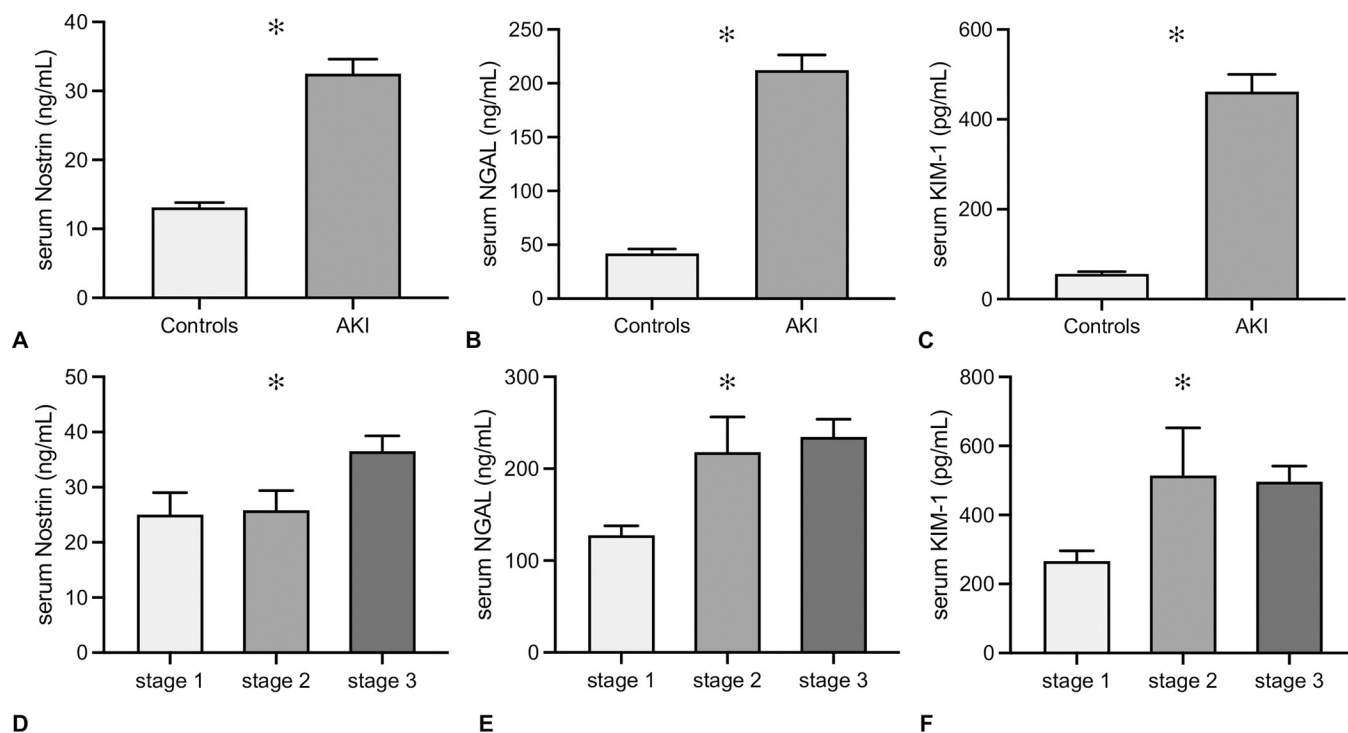 serum Nostrin (ng/mL)
40
30
20
10
0
*
Controls
AKI
A
serum NGAL (ng/mL)
250
200
150
100
50
0
*
Controls
AKI
B
serum KIM-1 (pg/mL)
600
400
200
0
*
Controls
AKI
C
serum Nostrin (ng/mL)
50
40
30
20
10
0
*
stage 1
stage 2
stage 3
D
serum NGAL (ng/mL)
300
200
100
0
*
stage 1
stage 2
stage 3
E
serum KIM-1 (pg/mL)
800
600
400
200
0
*
stage 1
stage 2
stage 3
F